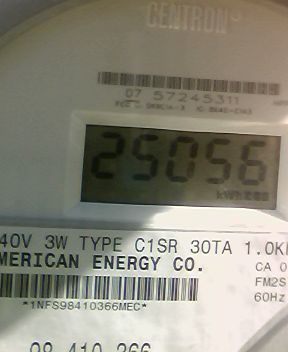 CENTRON
07 57245311
25056
40V 3W TYPE C1SR 30TA 1.0K
MERICAN ENERGY CO.
CA 0
FM2S
60Hz
*1NFS98410366MEC*
98 410 366